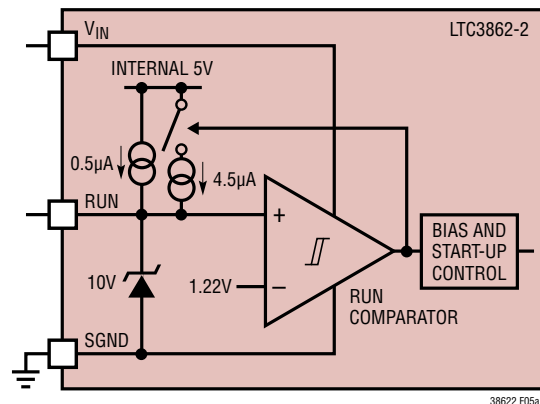 LTC3862-2
VIN
INTERNAL 5V
0.5µA
4.5µA
RUN
+
10V
1.22V
–
BIAS AND
START-UP
CONTROL
RUN
COMPARATOR
SGND
38622 F05a